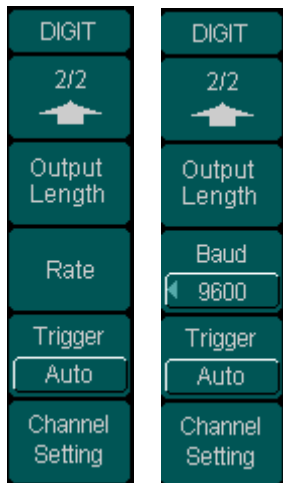 DIGIT
2/2
Output
Length
Rate
Trigger
Auto
Channel
Setting
DIGIT
2/2
Output
Length
Baud
9600
Trigger
Auto
Channel
Setting